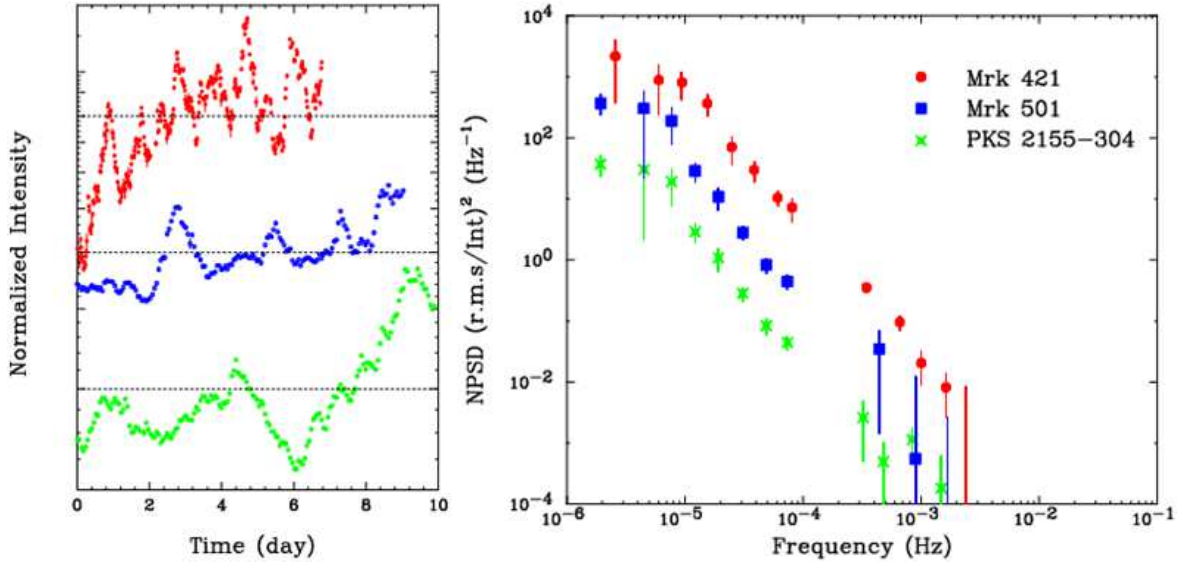 Normalized Intensity
0 2 4 6 8 10
Time (day)
NPSD (r.m.s/Int)² (Hz⁻¹)
10⁴
10²
10⁰
10⁻²
10⁻⁴
Mrk 421
Mrk 501
PKS 2155−304
10⁻⁶ 10⁻⁵ 10⁻⁴ 10⁻³ 10⁻² 10⁻¹
Frequency (Hz)